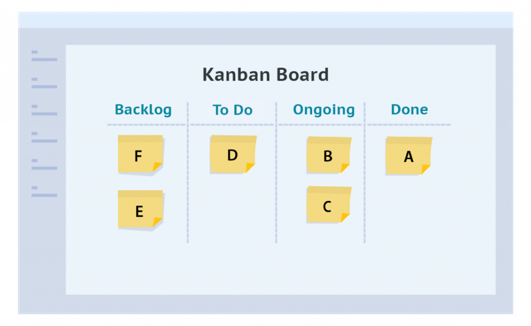 Kanban Board
Backlog To Do Ongoing Done
F D B A
E C